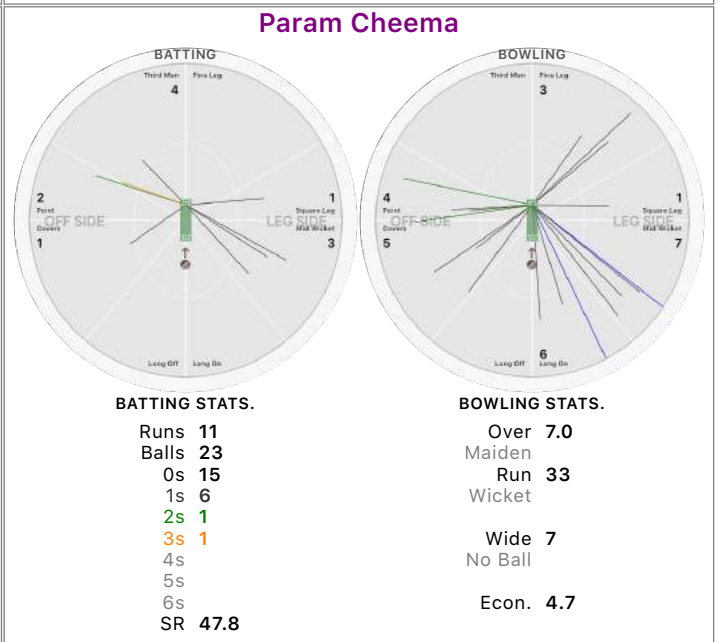 Param Cheema
BATTING
Third Man Fine Leg
4
2
Point
OFF SIDE
Covers
1
1
Square Leg
LEG SIDE
Mid Wicket
3
Long Off Long On
BOWLING
Third Man Fine Leg
3
4
Point
OFF SIDE
Covers
5
1
Square Leg
LEG SIDE
Mid Wicket
7
6
Long Off Long On
BATTING STATS.
Runs 11
Balls 23
0s 15
1s 6
2s 1
3s 1
4s
5s
6s
SR 47.8
BOWLING STATS.
Over 7.0
Maiden
Run 33
Wicket
Wide 7
No Ball
Econ. 4.7